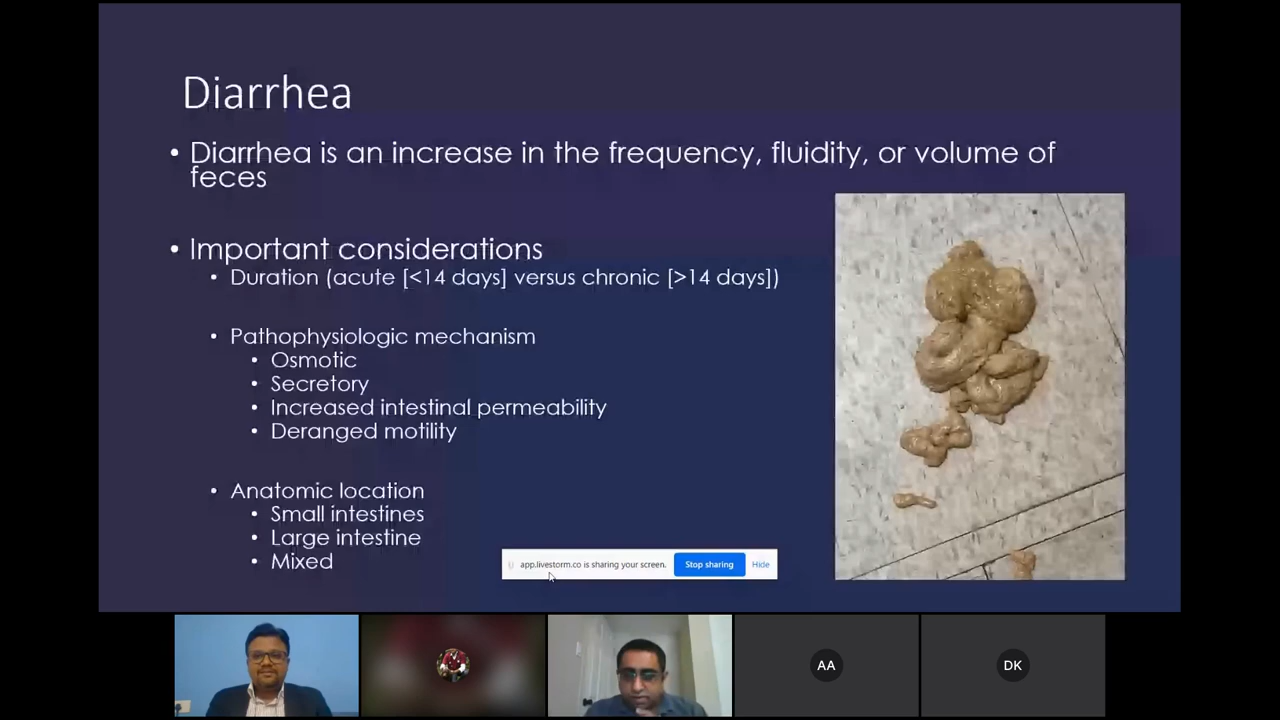 Diarrhea
• Diarrhea is an increase in the frequency, fluidity, or volume of
feces
• Important considerations
• Duration (acute [<14 days] versus chronic [>14 days])
• Pathophysiologic mechanism
• Osmotic
• Secretory
• Increased intestinal permeability
• Deranged motility
• Anatomic location
• Small intestines
• Large intestine
• Mixed
app.livestorm.co is sharing your screen.
Stop sharing
Hide
AA
DK